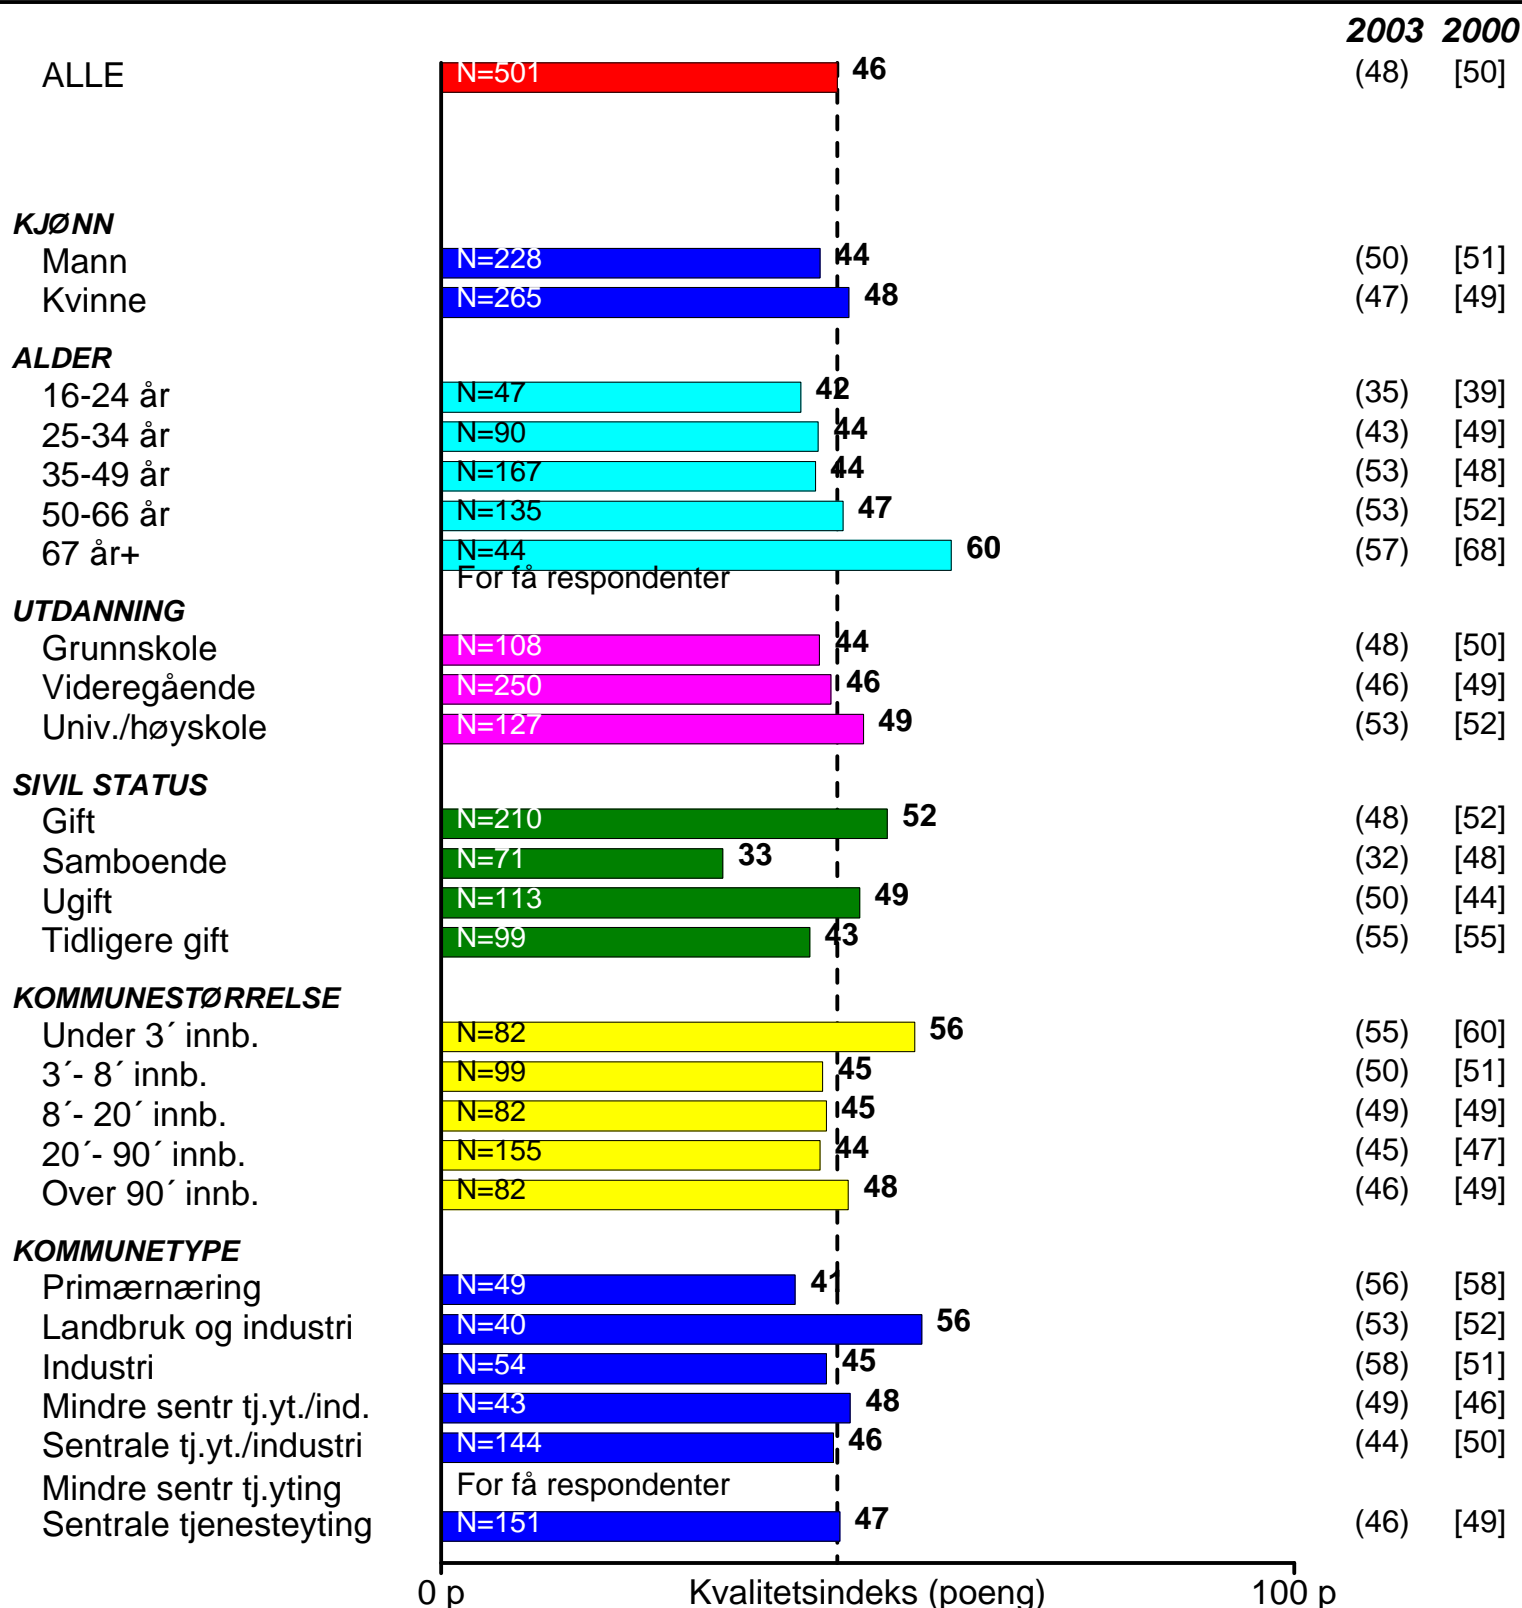 2003 2000
ALLE N=501 46 (48) [50]
KJØNN
Mann N=228 44 (50) [51]
Kvinne N=265 48 (47) [49]
ALDER
16-24 år N=47 42 (35) [39]
25-34 år N=90 44 (43) [49]
35-49 år N=167 44 (53) [48]
50-66 år N=135 47 (53) [52]
67 år+ N=44 60 (57) [68]
For få respondenter
UTDANNING
Grunnskole N=108 44 (48) [50]
Videregående N=250 46 (46) [49]
Univ./høyskole N=127 49 (53) [52]
SIVIL STATUS
Gift N=210 52 (48) [52]
Samboende N=71 33 (32) [48]
Ugift N=113 49 (50) [44]
Tidligere gift N=99 43 (55) [55]
KOMMUNESTØRRELSE
Under 3´ innb. N=82 56 (55) [60]
3´- 8´ innb. N=99 45 (50) [51]
8´- 20´ innb. N=82 45 (49) [49]
20´- 90´ innb. N=155 44 (45) [47]
Over 90´ innb. N=82 48 (46) [49]
KOMMUNETYPE
Primærnæring N=49 41 (56) [58]
Landbruk og industri N=40 56 (53) [52]
Industri N=54 45 (58) [51]
Mindre sentr tj.yt./ind. N=43 48 (49) [46]
Sentrale tj.yt./industri N=144 46 (44) [50]
Mindre sentr tj.yting For få respondenter
Sentrale tjenesteyting N=151 47 (46) [49]
0 p Kvalitetsindeks (poeng) 100 p